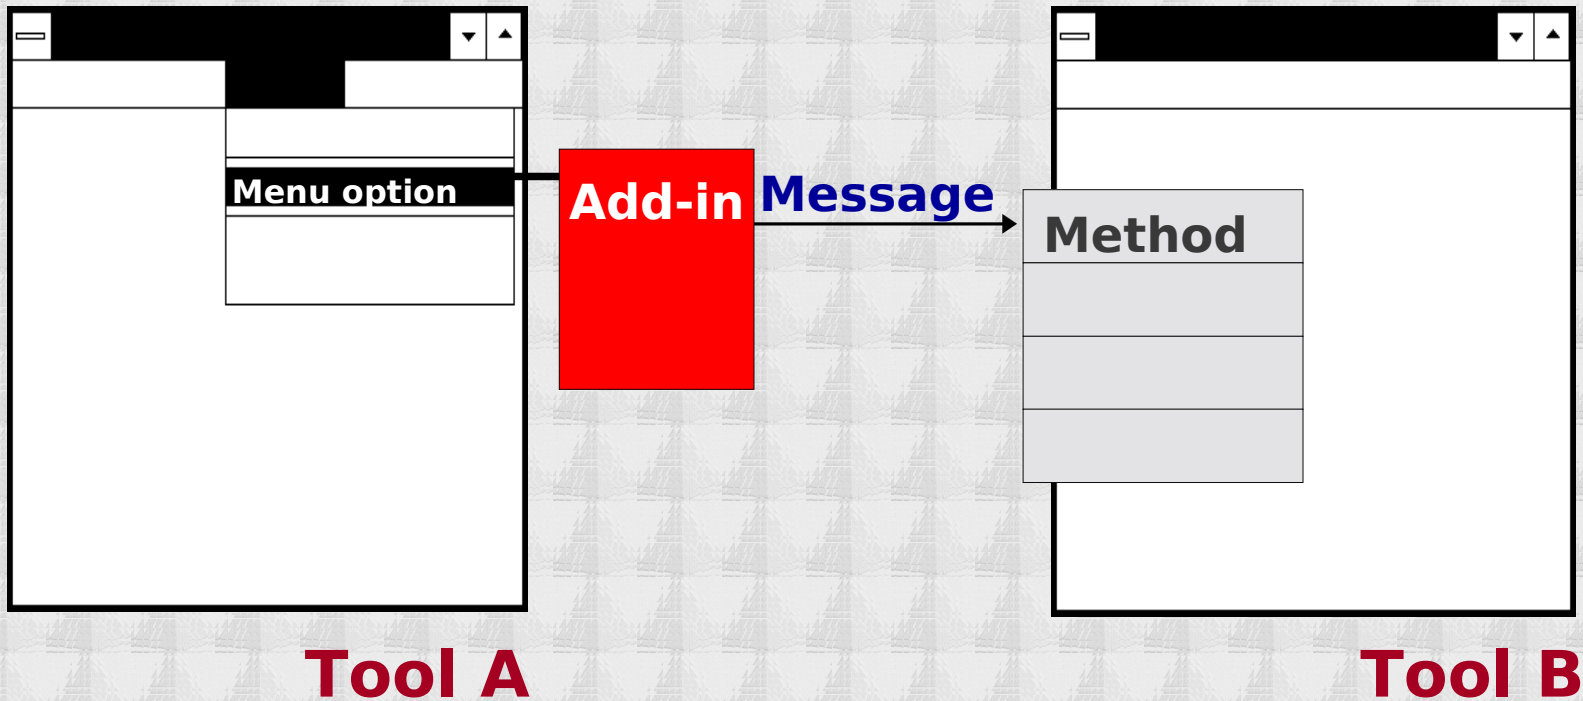 Menu option
Add-in
Message
Method
Tool A
Tool B